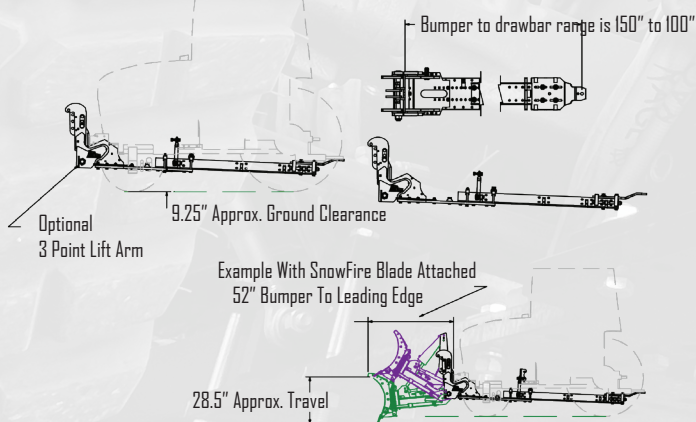 Bumper to drawbar range is 150" to 100"
9.25" Approx. Ground Clearance
Optional
3 Point Lift Arm
Example With SnowFire Blade Attached
52" Bumper To Leading Edge
28.5" Approx. Travel